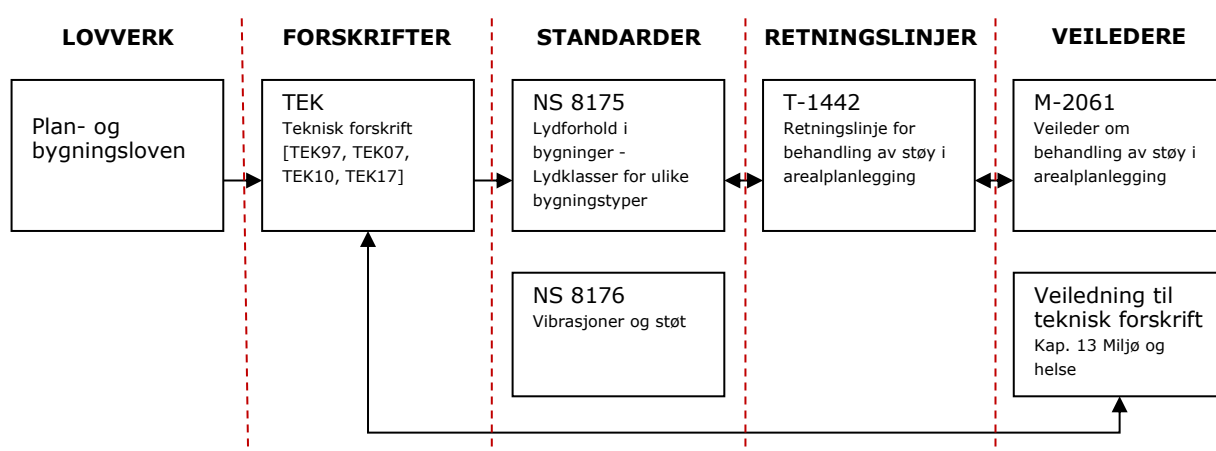 LOVVERK
FORSKRIFTER
STANDARDER
RETNINGSLINJER
VEILEDERE
Plan- og
bygningsloven
TEK
Teknisk forskrift
[TEK97, TEK07,
TEK10, TEK17]
NS 8175
Lydforhold i
bygninger -
Lydklasser for ulike
bygningstyper
T-1442
Retningslinje for
behandling av støy i
arealplanlegging
M-2061
Veileder om
behandling av støy i
arealplanlegging
NS 8176
Vibrasjoner og støt
Veiledning til
teknisk forskrift
Kap. 13 Miljø og
helse